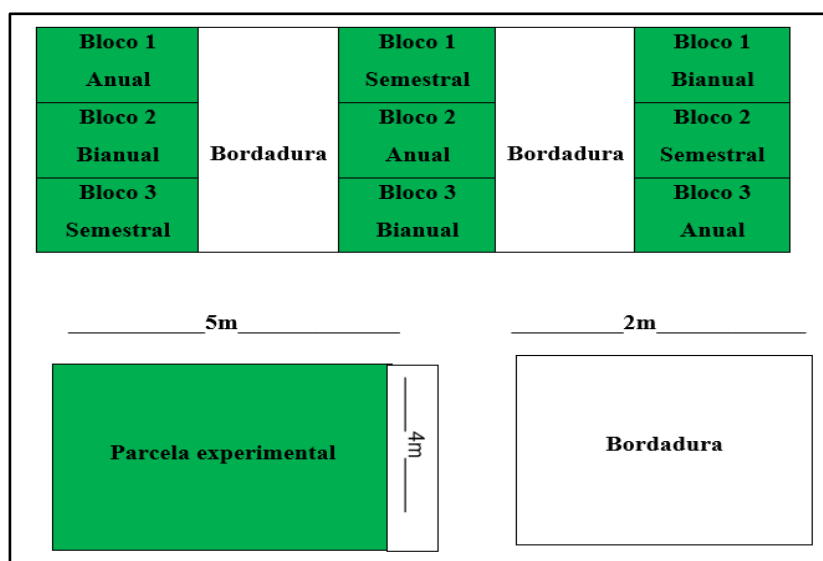 Bloco 1
Anual
Bloco 2
Bianual
Bloco 3
Semestral
Bordadura
Bloco 1
Semestral
Bloco 2
Anual
Bloco 3
Bianual
Bordadura
Bloco 1
Bianual
Bloco 2
Semestral
Bloco 3
Anual
5m
2m
Parcela experimental
4m
Bordadura